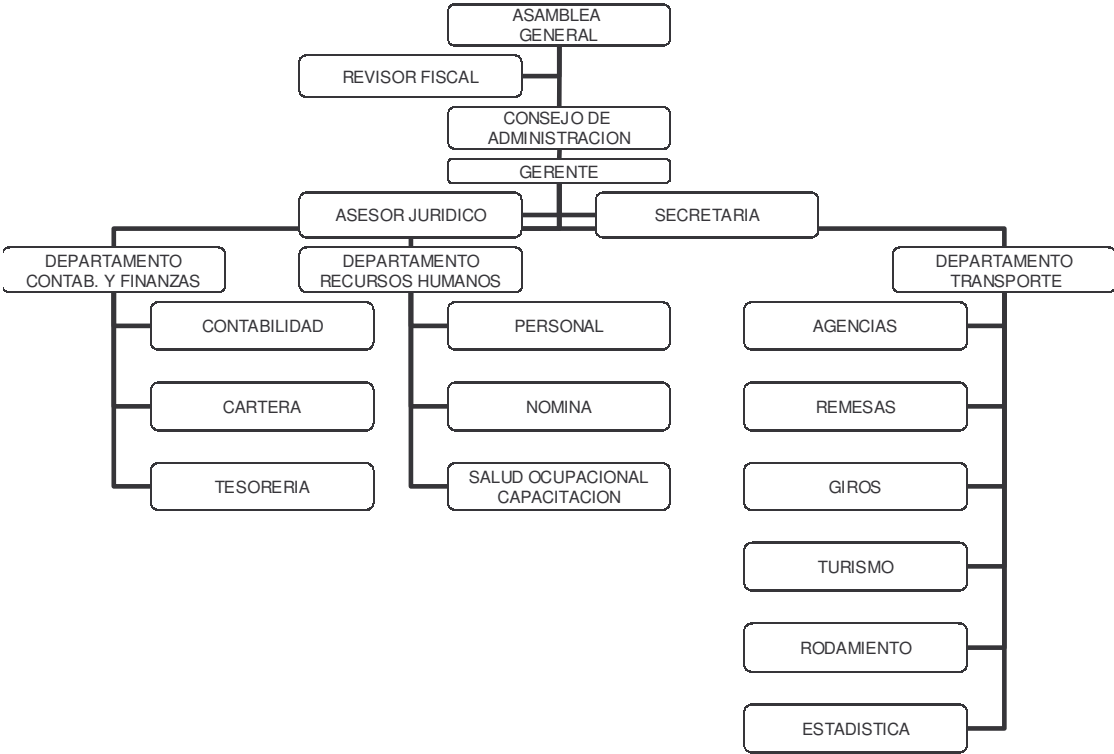 ASAMBLEA
GENERAL
REVISOR FISCAL
CONSEJO DE
ADMINISTRACION
GERENTE
ASESOR JURIDICO
SECRETARIA
DEPARTAMENTO
CONTAB. Y FINANZAS
DEPARTAMENTO
RECURSOS HUMANOS
DEPARTAMENTO
TRANSPORTE
CONTABILIDAD
PERSONAL
AGENCIAS
CARTERA
NOMINA
REMESAS
TESORERIA
SALUD OCUPACIONAL
CAPACITACION
GIROS
TURISMO
RODAMIENTO
ESTADISTICA